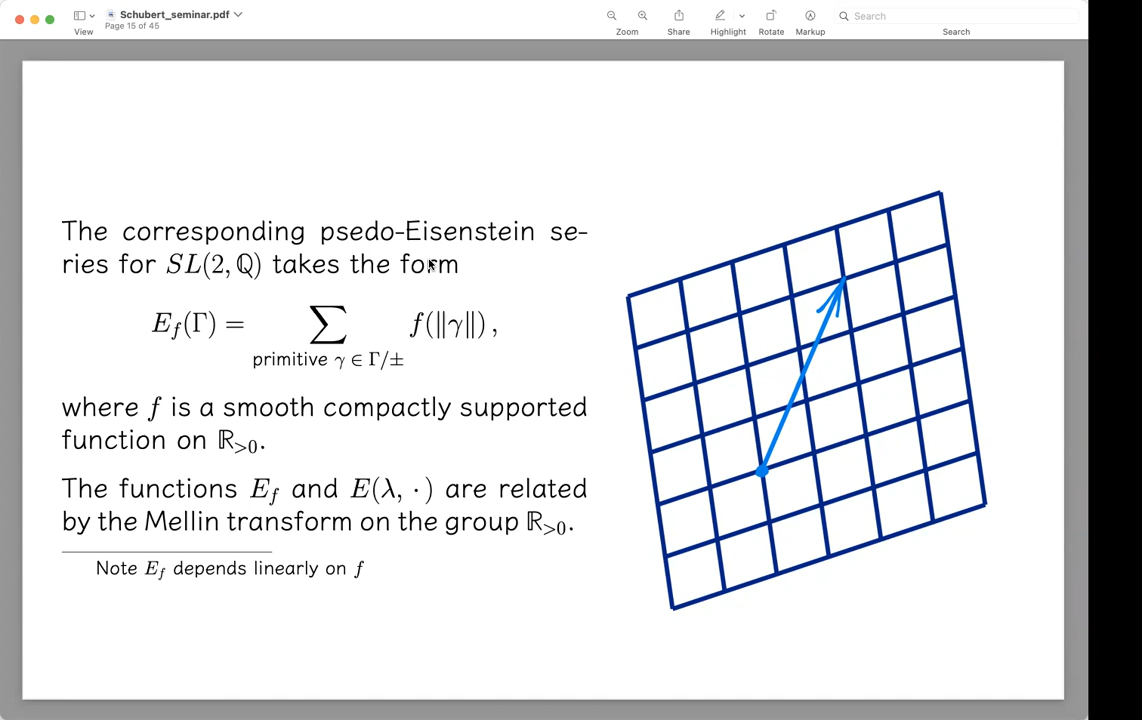 Schubert_seminar.pdf
Page 15 of 45
View
Zoom
Share
Highlight
Rotate
Markup
Search
Search
The corresponding psedo-Eisenstein se-
ries for SL(2, ℚ) takes the form
E_f(Γ) = ∑ f(‖γ‖) ,
primitive γ ∈ Γ/±
where f is a smooth compactly supported
function on ℝ_{>0}.
The functions E_f and E(λ, · ) are related
by the Mellin transform on the group ℝ_{>0}.
Note E_f depends linearly on f